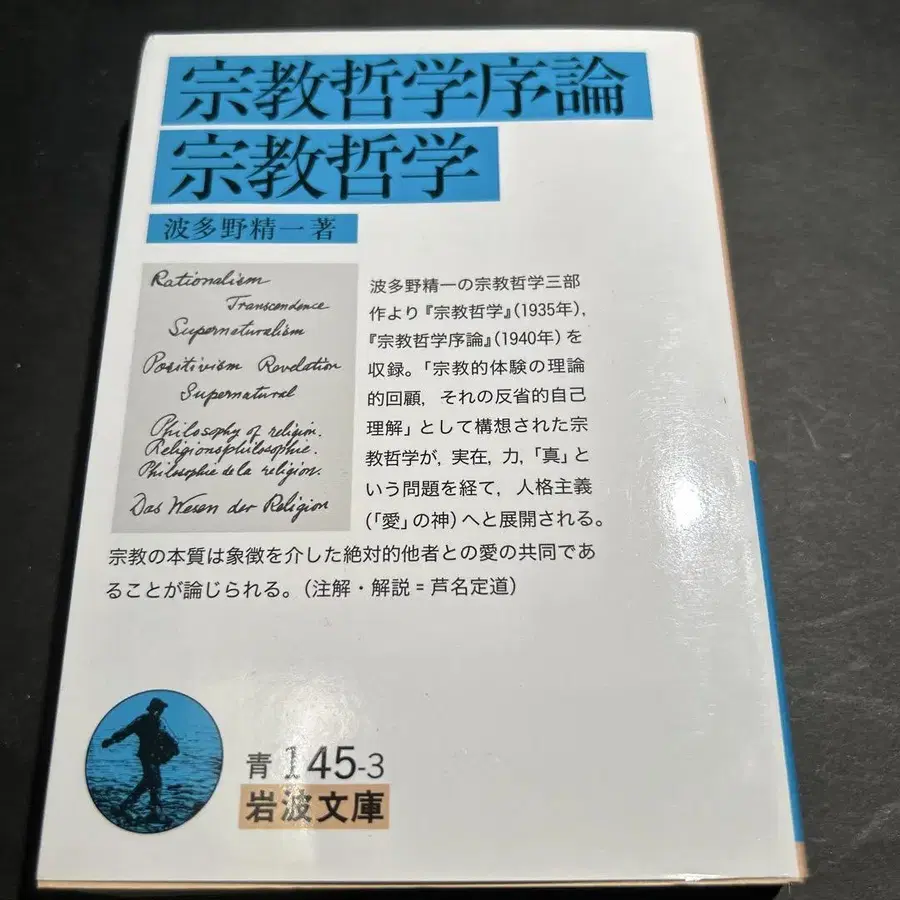 宗教哲学序論
宗教哲学
波多野精一著
Rationalism
Transcendence
Supernaturalism
Positivism Revelation
Supernatural
Philosophy of religion.
Religionsphilosophie.
Philosophie de la religion.
Das Wesen der Religion
波多野精一の宗教哲学三部
作より『宗教哲学』(1935年),
『宗教哲学序論』(1940年)を
収録。「宗教的体験の理論
的回顧, それの反省的自己
理解」として構想された宗
教哲学が, 実在, 力, 「真」と
いう問題を経て, 人格主義
(「愛」の神)へと展開される。
宗教の本質は象徴を介した絶対的他者との愛の共同であ
ることが論じられる。(注解・解説=芦名定道)
青 145-3
岩波文庫